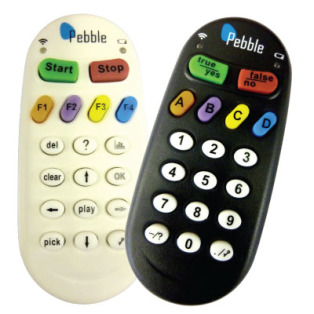 Pebble
Start Stop
F1 F2 F3 F4
del ?
clear OK
play
pick
Pebble
true/yes false/no
A B C D
1 2 3
4 5 6
7 8 9
-/? 0 ./?